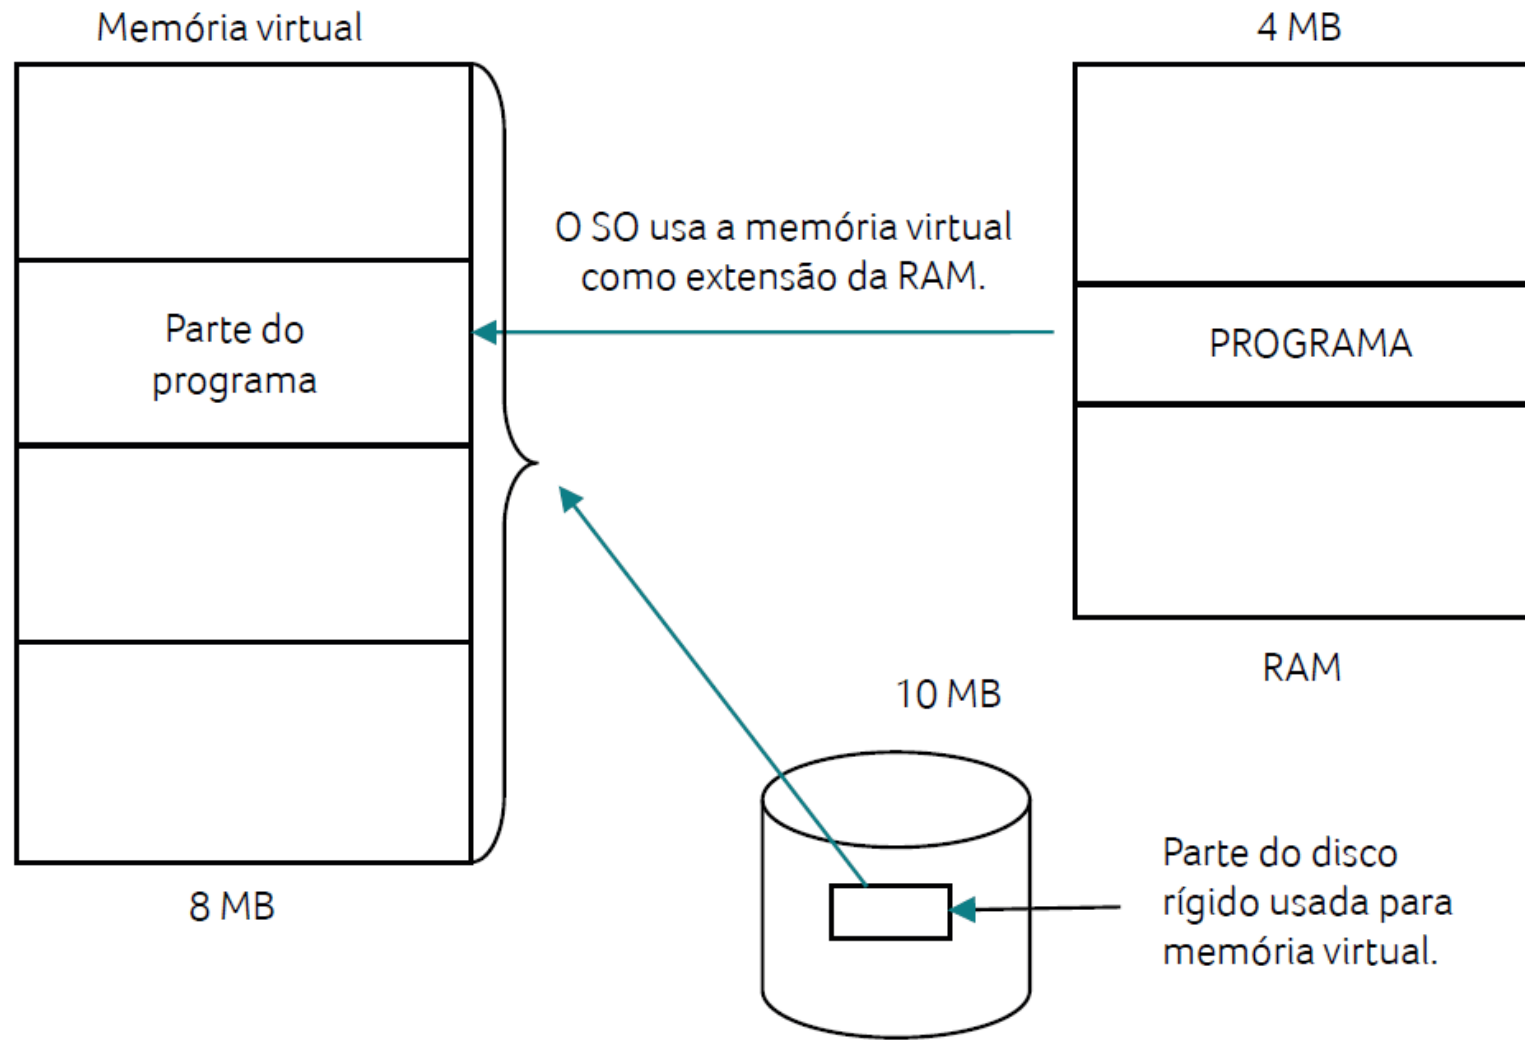 Memória virtual
4 MB
O SO usa a memória virtual
como extensão da RAM.
Parte do
programa
PROGRAMA
RAM
10 MB
8 MB
Parte do disco
rígido usada para
memória virtual.